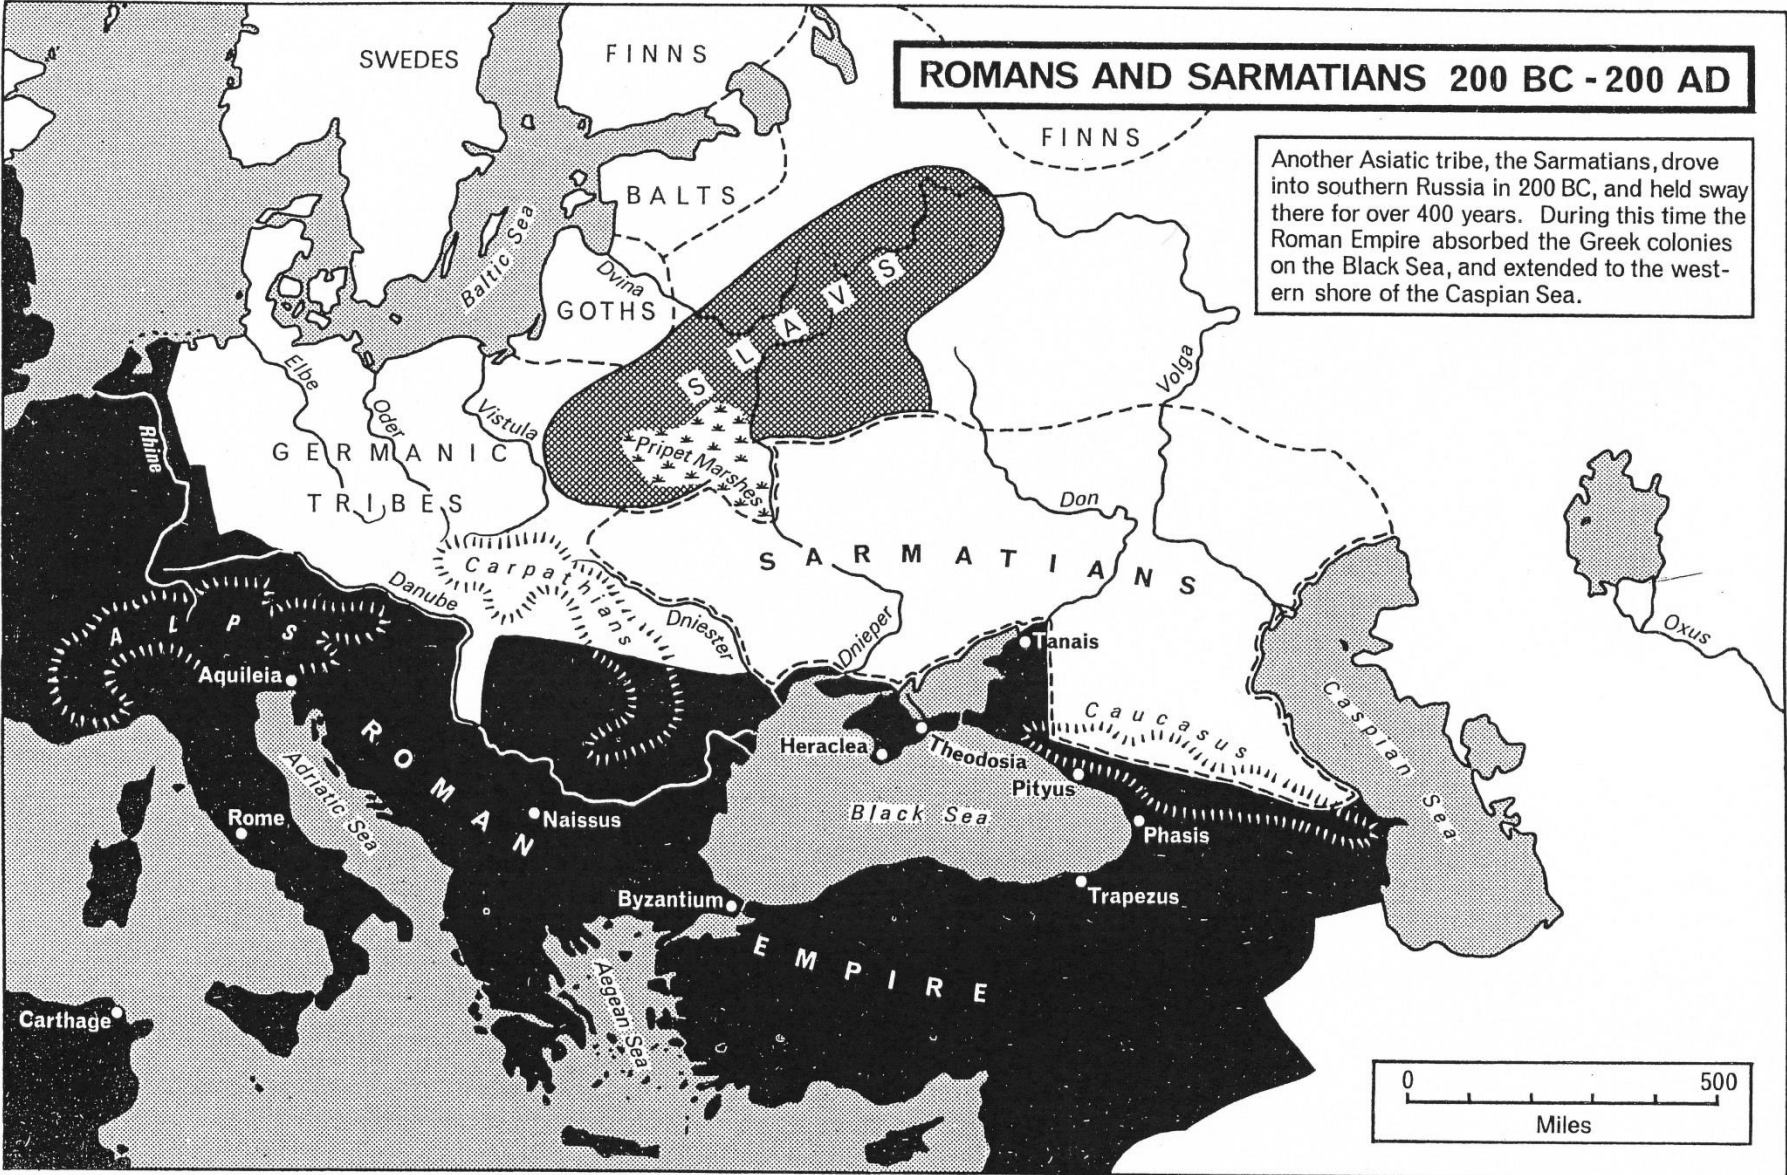 ROMANS AND SARMATIANS 200 BC - 200 AD
Another Asiatic tribe, the Sarmatians, drove
into southern Russia in 200 BC, and held sway
there for over 400 years. During this time the
Roman Empire absorbed the Greek colonies
on the Black Sea, and extended to the west-
ern shore of the Caspian Sea.
SWEDES
FINNS
FINNS
BALTS
Baltic Sea
Dvina
GOTHS
SLAVS
Elbe
Oder
Vistula
Volga
Rhine
GERMANIC
TRIBES
Pripet Marshes
Don
SARMATIANS
Carpathians
Danube
Dniester
Dnieper
Tanais
Oxus
ALPS
Aquileia
Caspian Sea
Caucasus
Heraclea
Theodosia
Pityus
Adriatic Sea
ROMAN
Black Sea
Rome
Naissus
Phasis
Byzantium
Trapezus
EMPIRE
Aegean Sea
Carthage
0 500
Miles